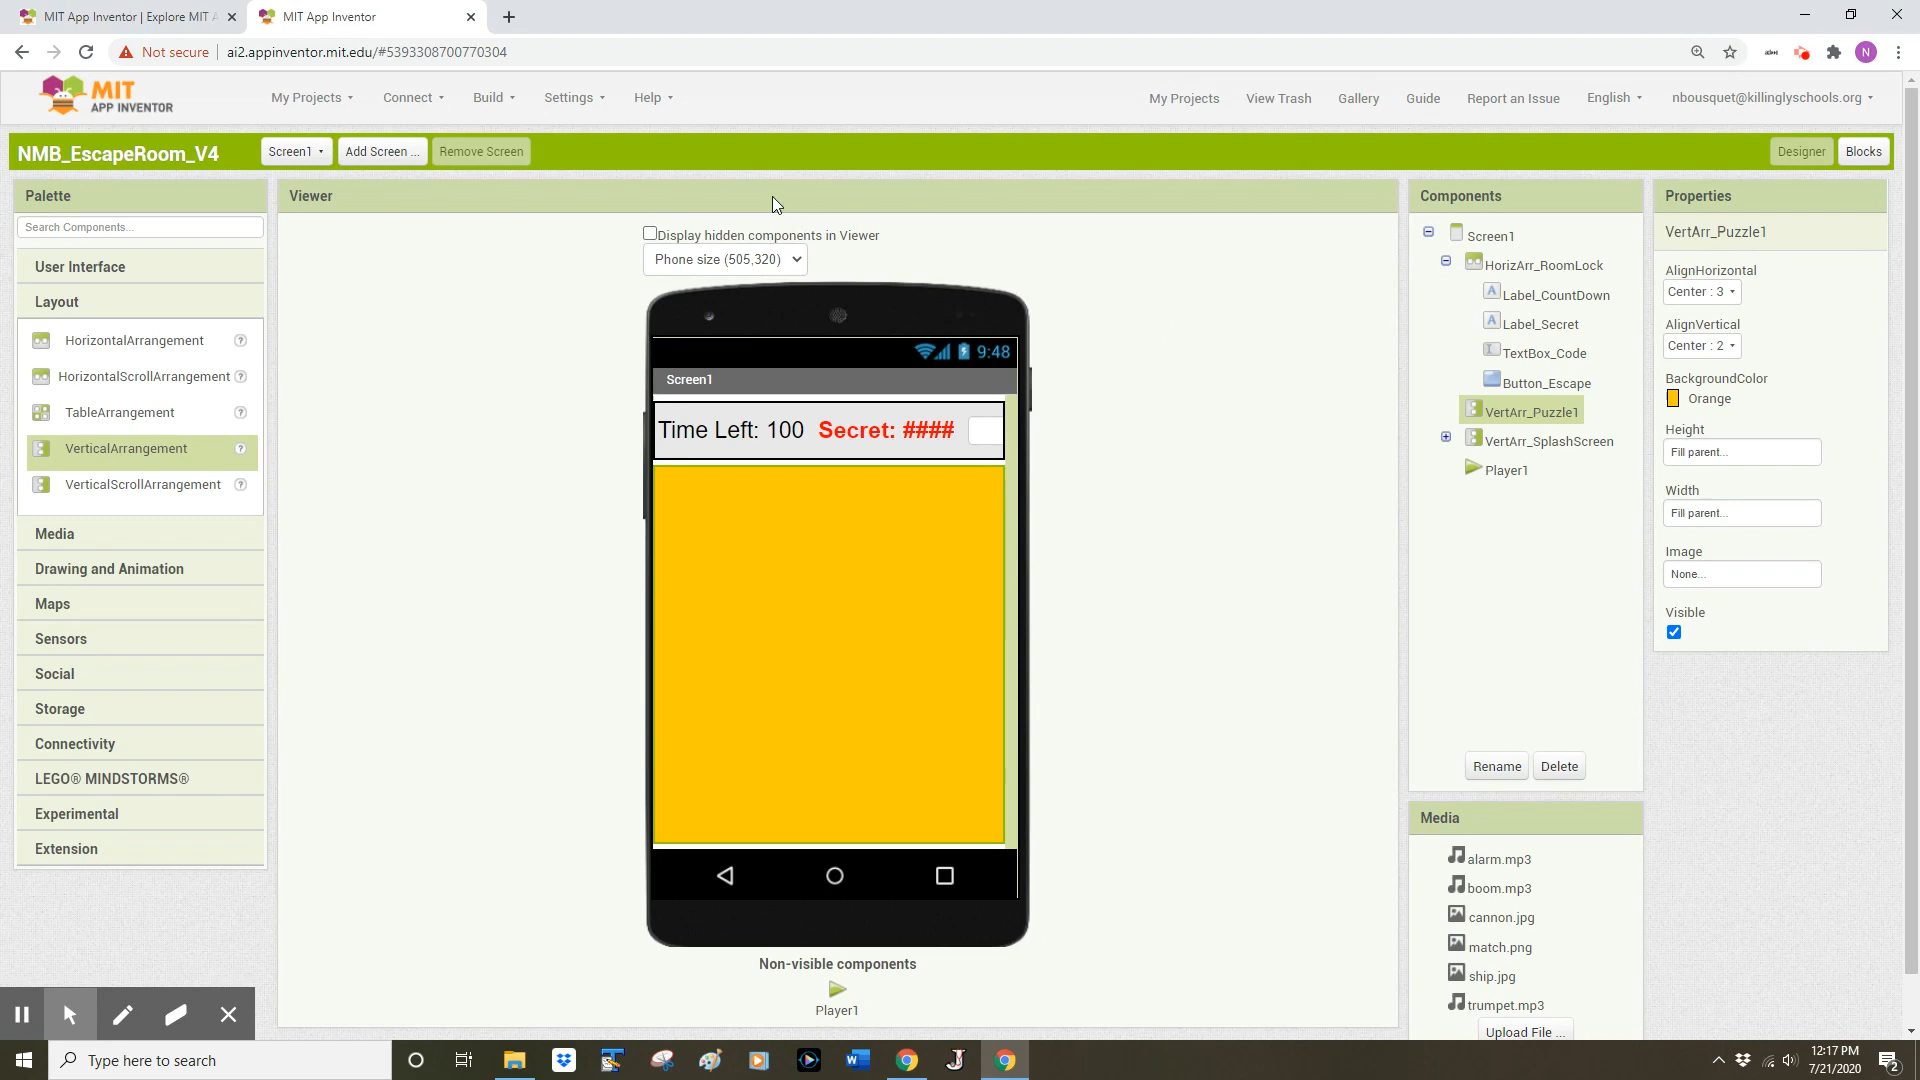 MIT App Inventor | Explore MIT A
MIT App Inventor
Not secure
ai2.appinventor.mit.edu/#5393308700770304
N
MIT
APP INVENTOR
My Projects
Connect
Build
Settings
Help
My Projects
View Trash
Gallery
Guide
Report an Issue
English
nbousquet@killinglyschools.org
NMB_EscapeRoom_V4
Screen1
Add Screen ...
Remove Screen
Designer
Blocks
Palette
Search Components...
User Interface
Layout
HorizontalArrangement
?
HorizontalScrollArrangement
?
TableArrangement
?
VerticalArrangement
?
VerticalScrollArrangement
?
Media
Drawing and Animation
Maps
Sensors
Social
Storage
Connectivity
LEGO® MINDSTORMS®
Experimental
Extension
Viewer
Display hidden components in Viewer
Phone size (505,320)
9:48
Screen1
Time Left: 100 Secret: ####
Non-visible components
Player1
Components
Screen1
HorizArr_RoomLock
Label_CountDown
Label_Secret
TextBox_Code
Button_Escape
VertArr_Puzzle1
VertArr_SplashScreen
Player1
Rename
Delete
Media
alarm.mp3
boom.mp3
cannon.jpg
match.png
ship.jpg
trumpet.mp3
Upload File ...
Properties
VertArr_Puzzle1
AlignHorizontal
Center : 3
AlignVertical
Center : 2
BackgroundColor
Orange
Height
Fill parent...
Width
Fill parent...
Image
None...
Visible
Type here to search
12:17 PM
7/21/2020
2